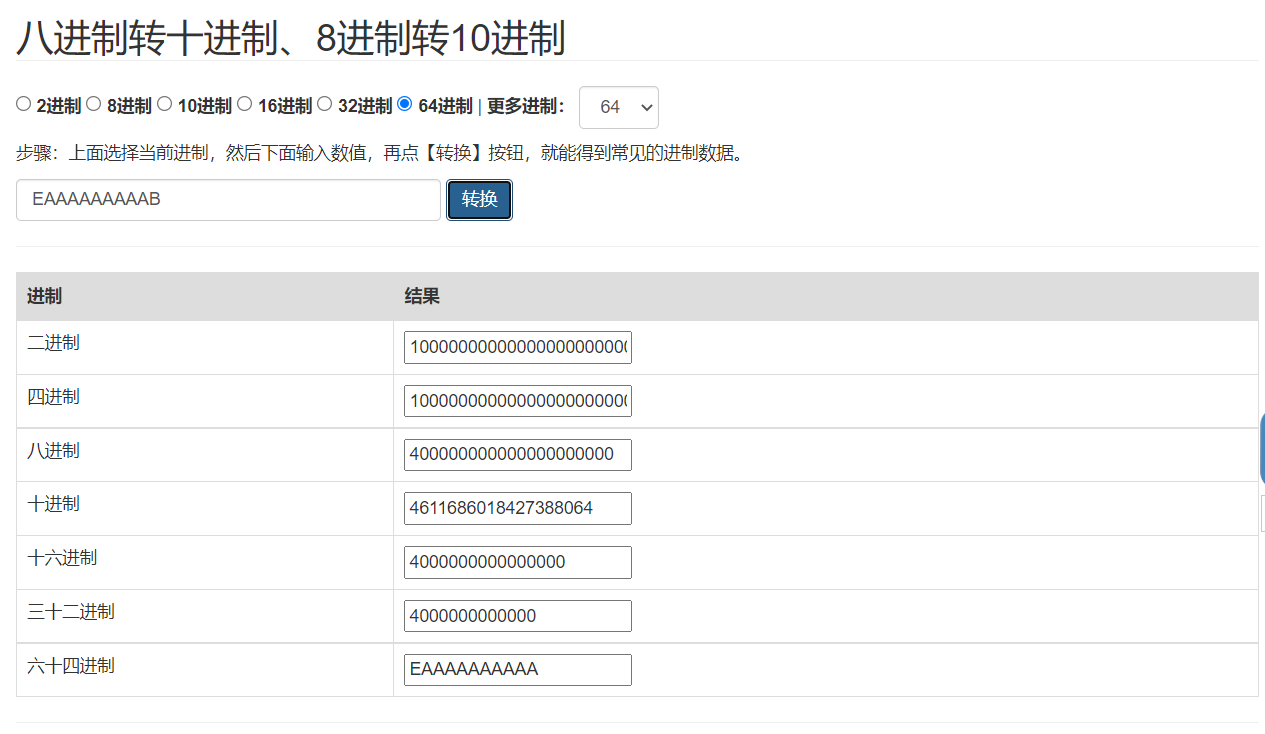 八进制转十进制、8进制转10进制
2进制 8进制 10进制 16进制 32进制 64进制 | 更多进制： 64
步骤：上面选择当前进制，然后下面输入数值，再点【转换】按钮，就能得到常见的进制数据。
EAAAAAAAAAB 转换
进制 结果
二进制 10000000000000000000000
四进制 10000000000000000000000
八进制 400000000000000000000
十进制 4611686018427388064
十六进制 4000000000000000
三十二进制 4000000000000
六十四进制 EAAAAAAAAAA